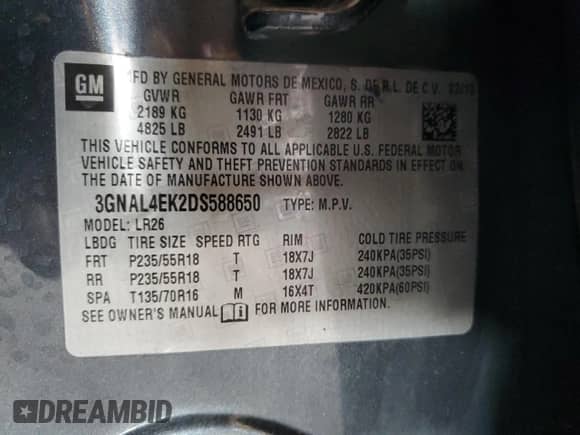 GM
MFD BY GENERAL MOTORS DE MEXICO, S. DE R.L. DE C.V. 03/13
GVWR GAWR FRT GAWR RR
2189 KG 1130 KG 1280 KG
4825 LB 2491 LB 2822 LB
THIS VEHICLE CONFORMS TO ALL APPLICABLE U.S. FEDERAL MOTOR
VEHICLE SAFETY AND THEFT PREVENTION STANDARDS IN EFFECT ON
THE DATE OF MANUFACTURE SHOWN ABOVE.
3GNAL4EK2DS588650 TYPE: M.P.V.
MODEL: LR26
LBDG TIRE SIZE SPEED RTG RIM COLD TIRE PRESSURE
FRT P235/55R18 T 18X7J 240KPA(35PSI)
RR P235/55R18 T 18X7J 240KPA(35PSI)
SPA T135/70R16 M 16X4T 420KPA(60PSI)
SEE OWNER'S MANUAL FOR MORE INFORMATION.
DREAMBID